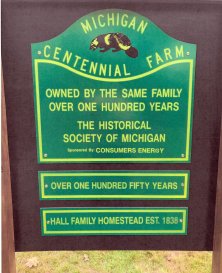 MICHIGAN
CENTENNIAL FARM
OWNED BY THE SAME FAMILY
OVER ONE HUNDRED YEARS
THE HISTORICAL
SOCIETY OF MICHIGAN
Sponsored By CONSUMERS ENERGY
OVER ONE HUNDRED FIFTY YEARS
HALL FAMILY HOMESTEAD EST. 1836